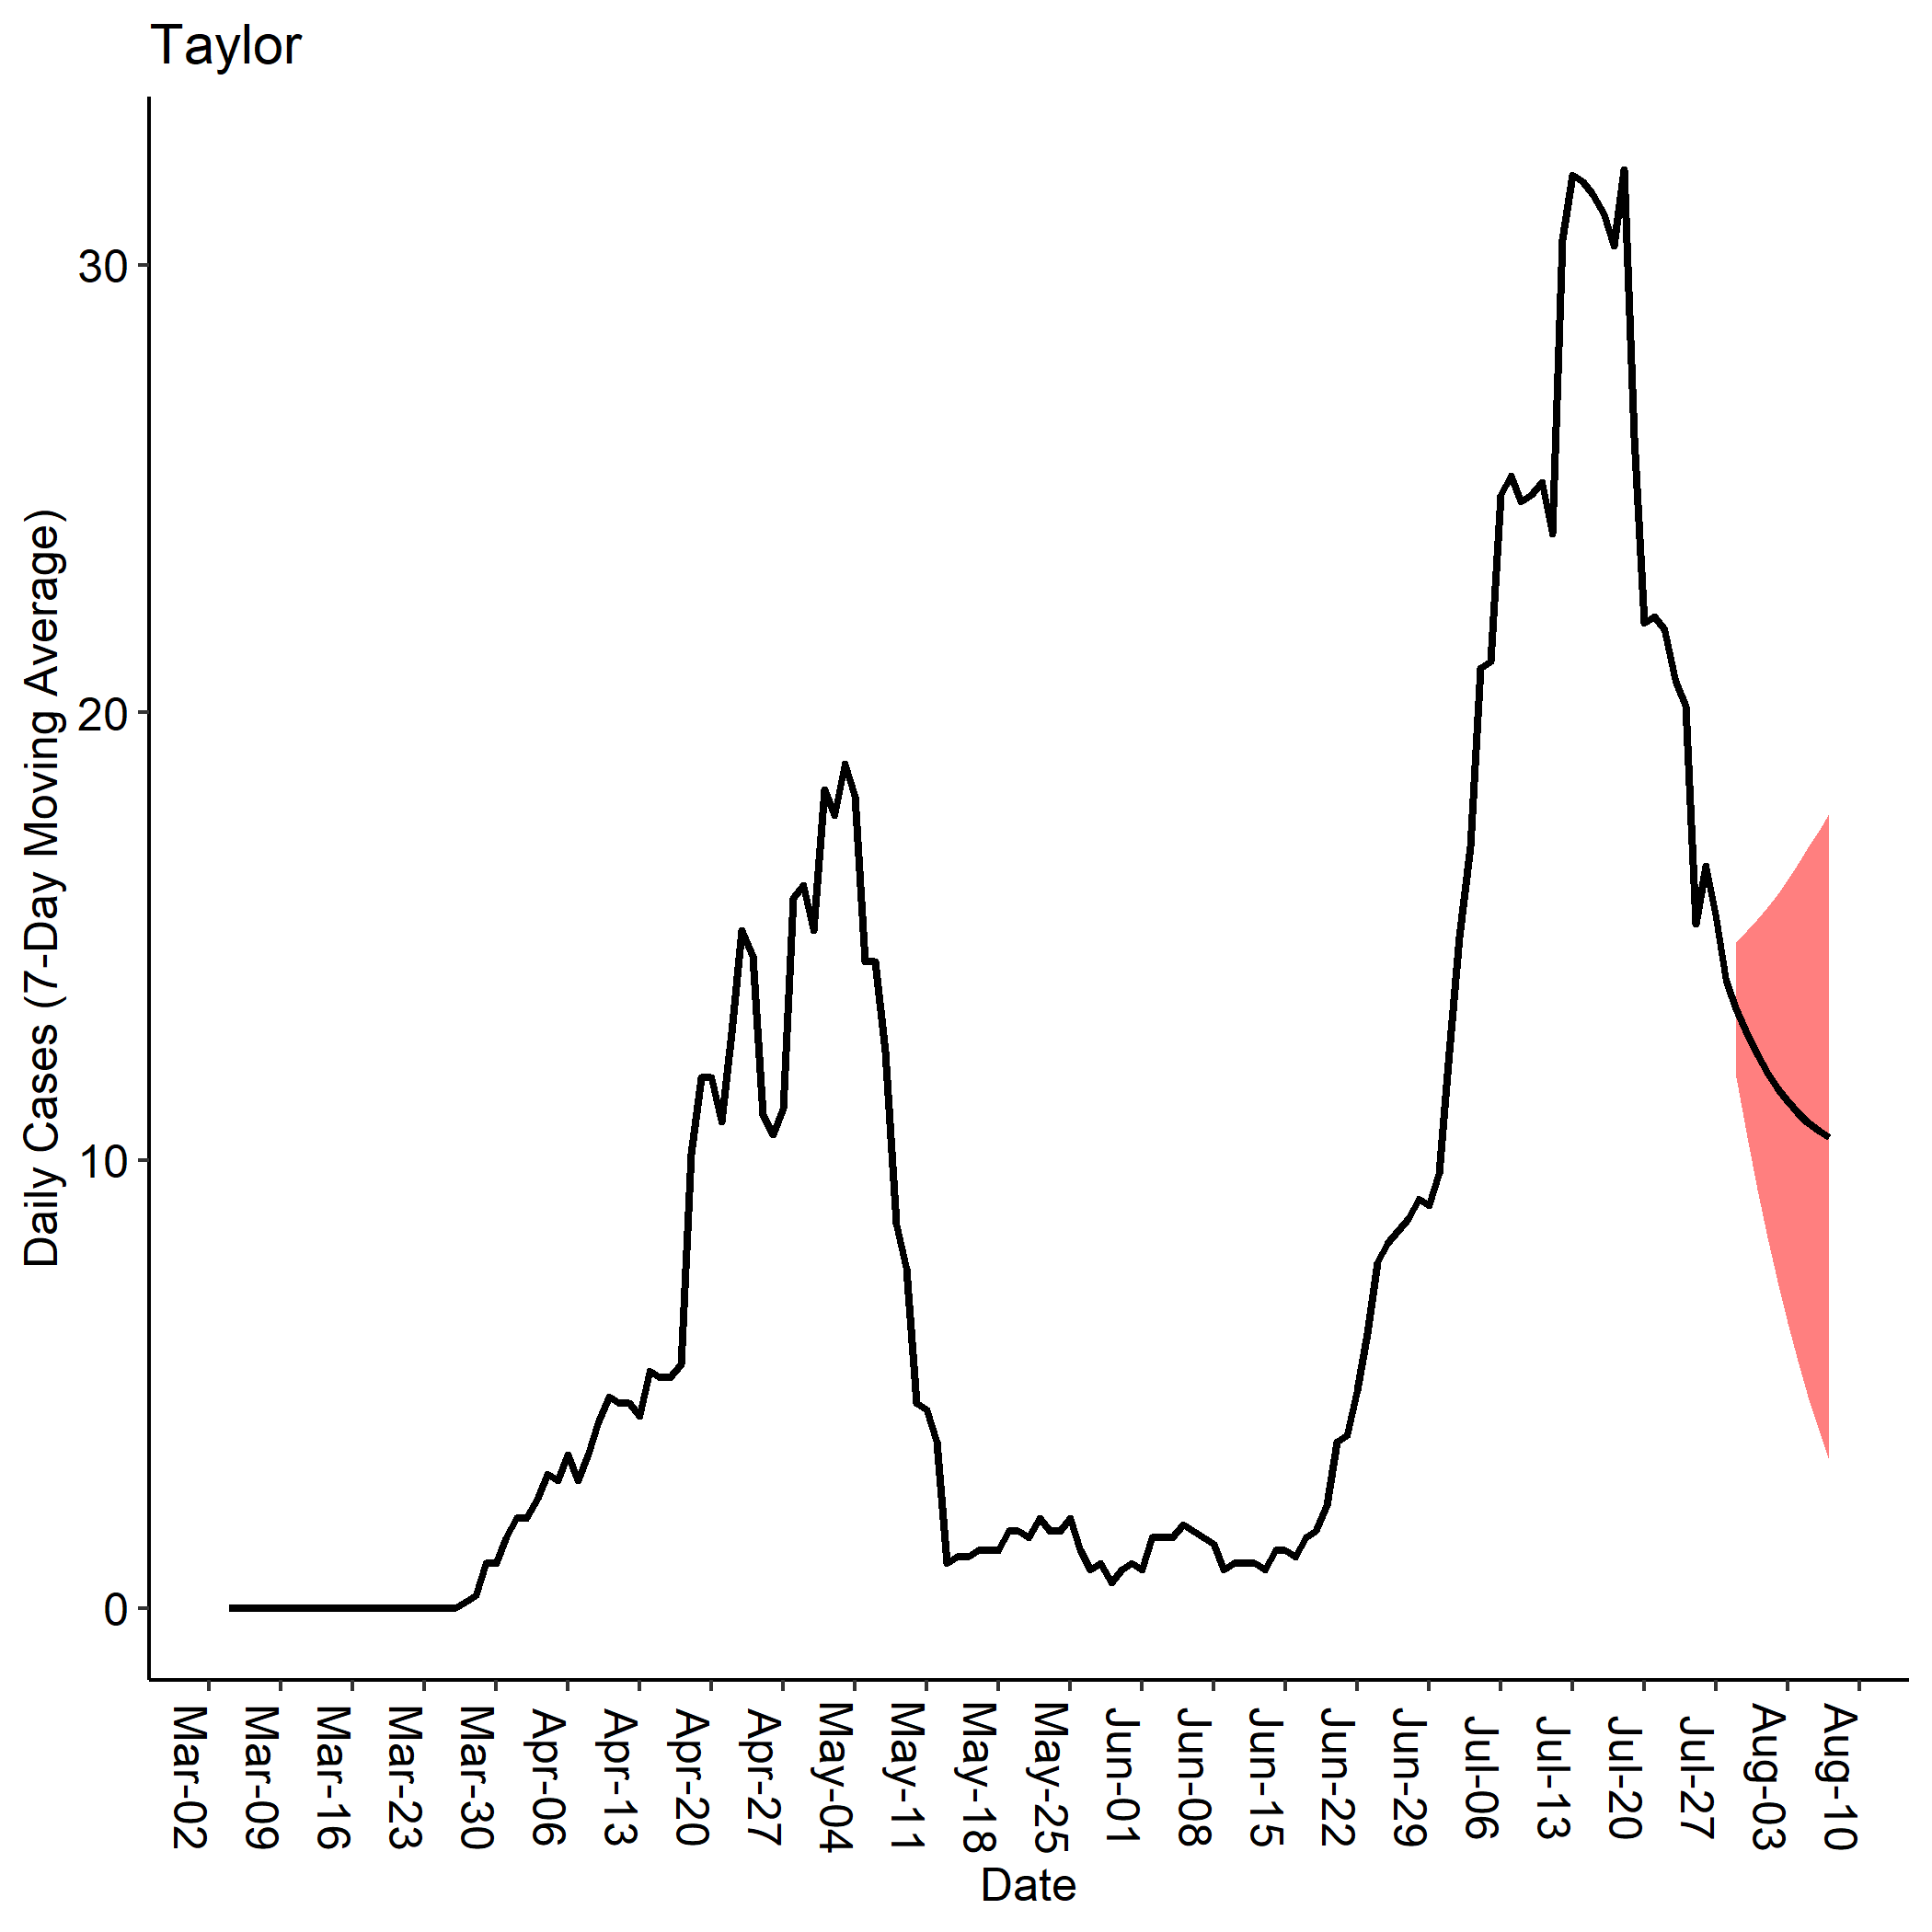 Taylor
Daily Cases (7-Day Moving Average)
30
20
10
0
Mar-02
Mar-09
Mar-16
Mar-23
Mar-30
Apr-06
Apr-13
Apr-20
Apr-27
May-04
May-11
May-18
May-25
Jun-01
Jun-08
Jun-15
Jun-22
Jun-29
Jul-06
Jul-13
Jul-20
Jul-27
Aug-03
Aug-10
Date